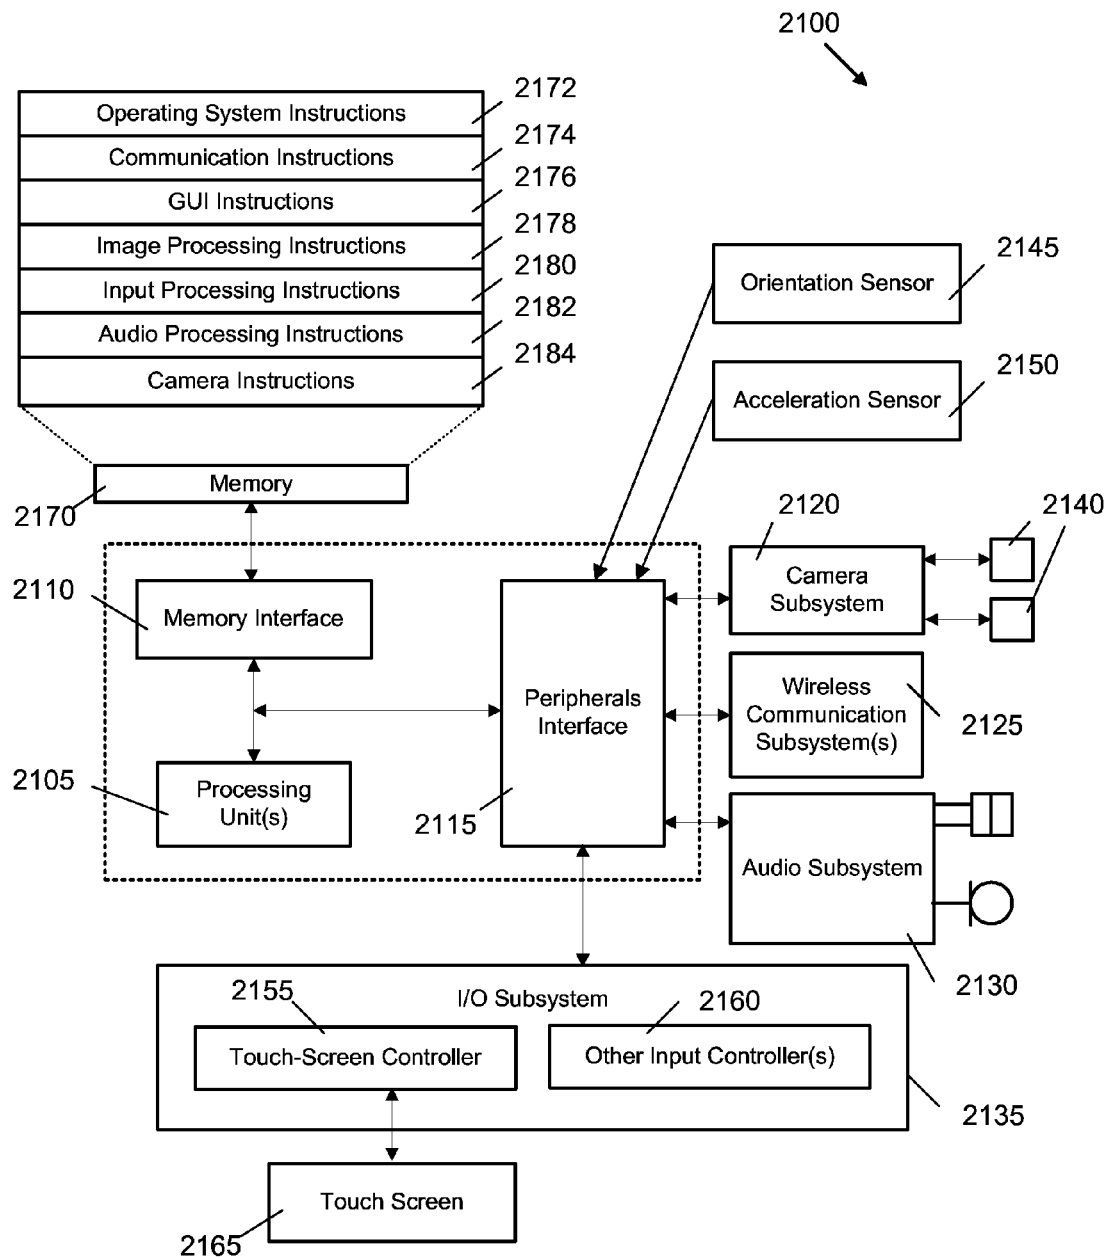 2100
Operating System Instructions
2172
Communication Instructions
2174
GUI Instructions
2176
Image Processing Instructions
2178
Input Processing Instructions
2180
Audio Processing Instructions
2182
Camera Instructions
2184
Orientation Sensor
2145
Acceleration Sensor
2150
Memory
2170
2120
2140
Camera
Subsystem
2110
Memory Interface
Peripherals
Interface
2115
Wireless
Communication
Subsystem(s)
2125
2105
Processing
Unit(s)
Audio Subsystem
2130
I/O Subsystem
2155
Touch-Screen Controller
2160
Other Input Controller(s)
2135
Touch Screen
2165